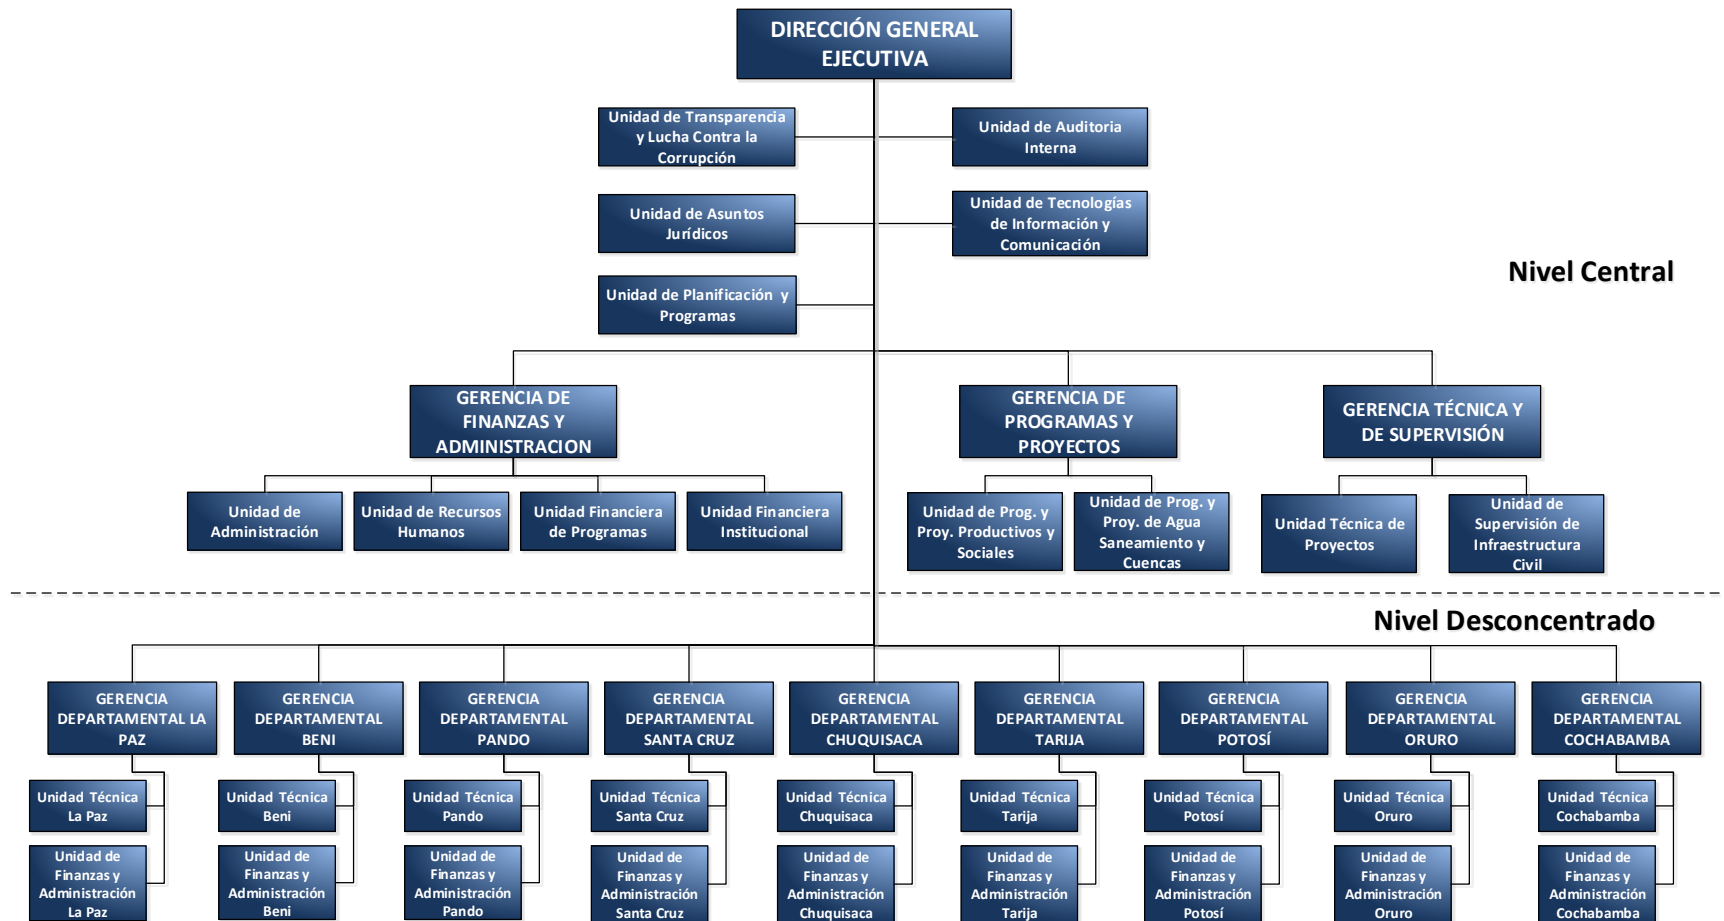 DIRECCIÓN GENERAL
EJECUTIVA
Unidad de Transparencia
y Lucha Contra la
Corrupción
Unidad de Auditoria
Interna
Unidad de Asuntos
Jurídicos
Unidad de Tecnologías
de Información y
Comunicación
Nivel Central
Unidad de Planificación y
Programas
GERENCIA DE
FINANZAS Y
ADMINISTRACION
GERENCIA DE
PROGRAMAS Y
PROYECTOS
GERENCIA TÉCNICA Y
DE SUPERVISIÓN
Unidad de
Administración
Unidad de Recursos
Humanos
Unidad Financiera
de Programas
Unidad Financiera
Institucional
Unidad de Prog. y
Proy. Productivos y
Sociales
Unidad de Prog. y
Proy. de Agua
Saneamiento y
Cuencas
Unidad Técnica de
Proyectos
Unidad de
Supervisión de
Infraestructura
Civil
Nivel Desconcentrado
GERENCIA
DEPARTAMENTAL LA
PAZ
GERENCIA
DEPARTAMENTAL
BENI
GERENCIA
DEPARTAMENTAL
PANDO
GERENCIA
DEPARTAMENTAL
SANTA CRUZ
GERENCIA
DEPARTAMENTAL
CHUQUISACA
GERENCIA
DEPARTAMENTAL
TARIJA
GERENCIA
DEPARTAMENTAL
POTOSÍ
GERENCIA
DEPARTAMENTAL
ORURO
GERENCIA
DEPARTAMENTAL
COCHABAMBA
Unidad Técnica
La Paz
Unidad Técnica
Beni
Unidad Técnica
Pando
Unidad Técnica
Santa Cruz
Unidad Técnica
Chuquisaca
Unidad Técnica
Tarija
Unidad Técnica
Potosí
Unidad Técnica
Oruro
Unidad Técnica
Cochabamba
Unidad de
Finanzas y
Administración
La Paz
Unidad de
Finanzas y
Administración
Beni
Unidad de
Finanzas y
Administración
Pando
Unidad de
Finanzas y
Administración
Santa Cruz
Unidad de
Finanzas y
Administración
Chuquisaca
Unidad de
Finanzas y
Administración
Tarija
Unidad de
Finanzas y
Administración
Potosí
Unidad de
Finanzas y
Administración
Oruro
Unidad de
Finanzas y
Administración
Cochabamba